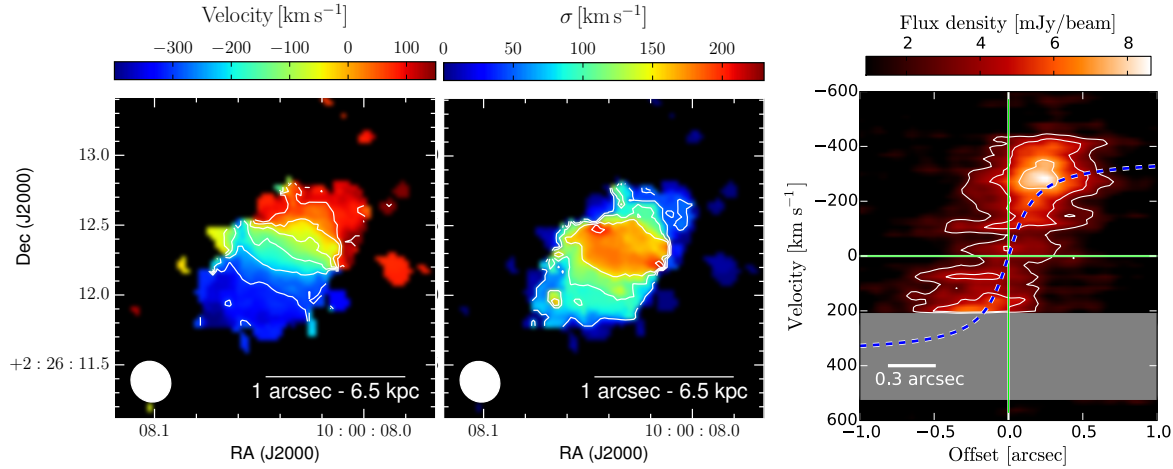 Velocity [km s⁻¹]
−300 −200 −100 0 100
σ [km s⁻¹]
0 50 100 150 200
Flux density [mJy/beam]
2 4 6 8
Dec (J2000)
13.0
12.5
12.0
+2 : 26 : 11.5
1 arcsec - 6.5 kpc
08.1 10 : 00 : 08.0
RA (J2000)
1 arcsec - 6.5 kpc
08.1 10 : 00 : 08.0
RA (J2000)
Velocity [km s⁻¹]
−600
−400
−200
0
200
400
600
0.3 arcsec
−1.0 −0.5 0.0 0.5 1.0
Offset [arcsec]